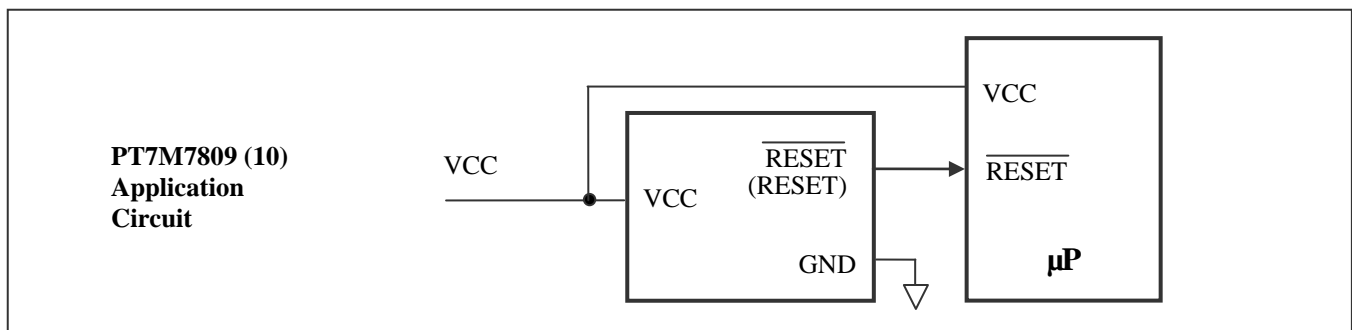 PT7M7809 (10)
Application
Circuit
VCC
VCC
RESET
(RESET)
GND
VCC
RESET
µP